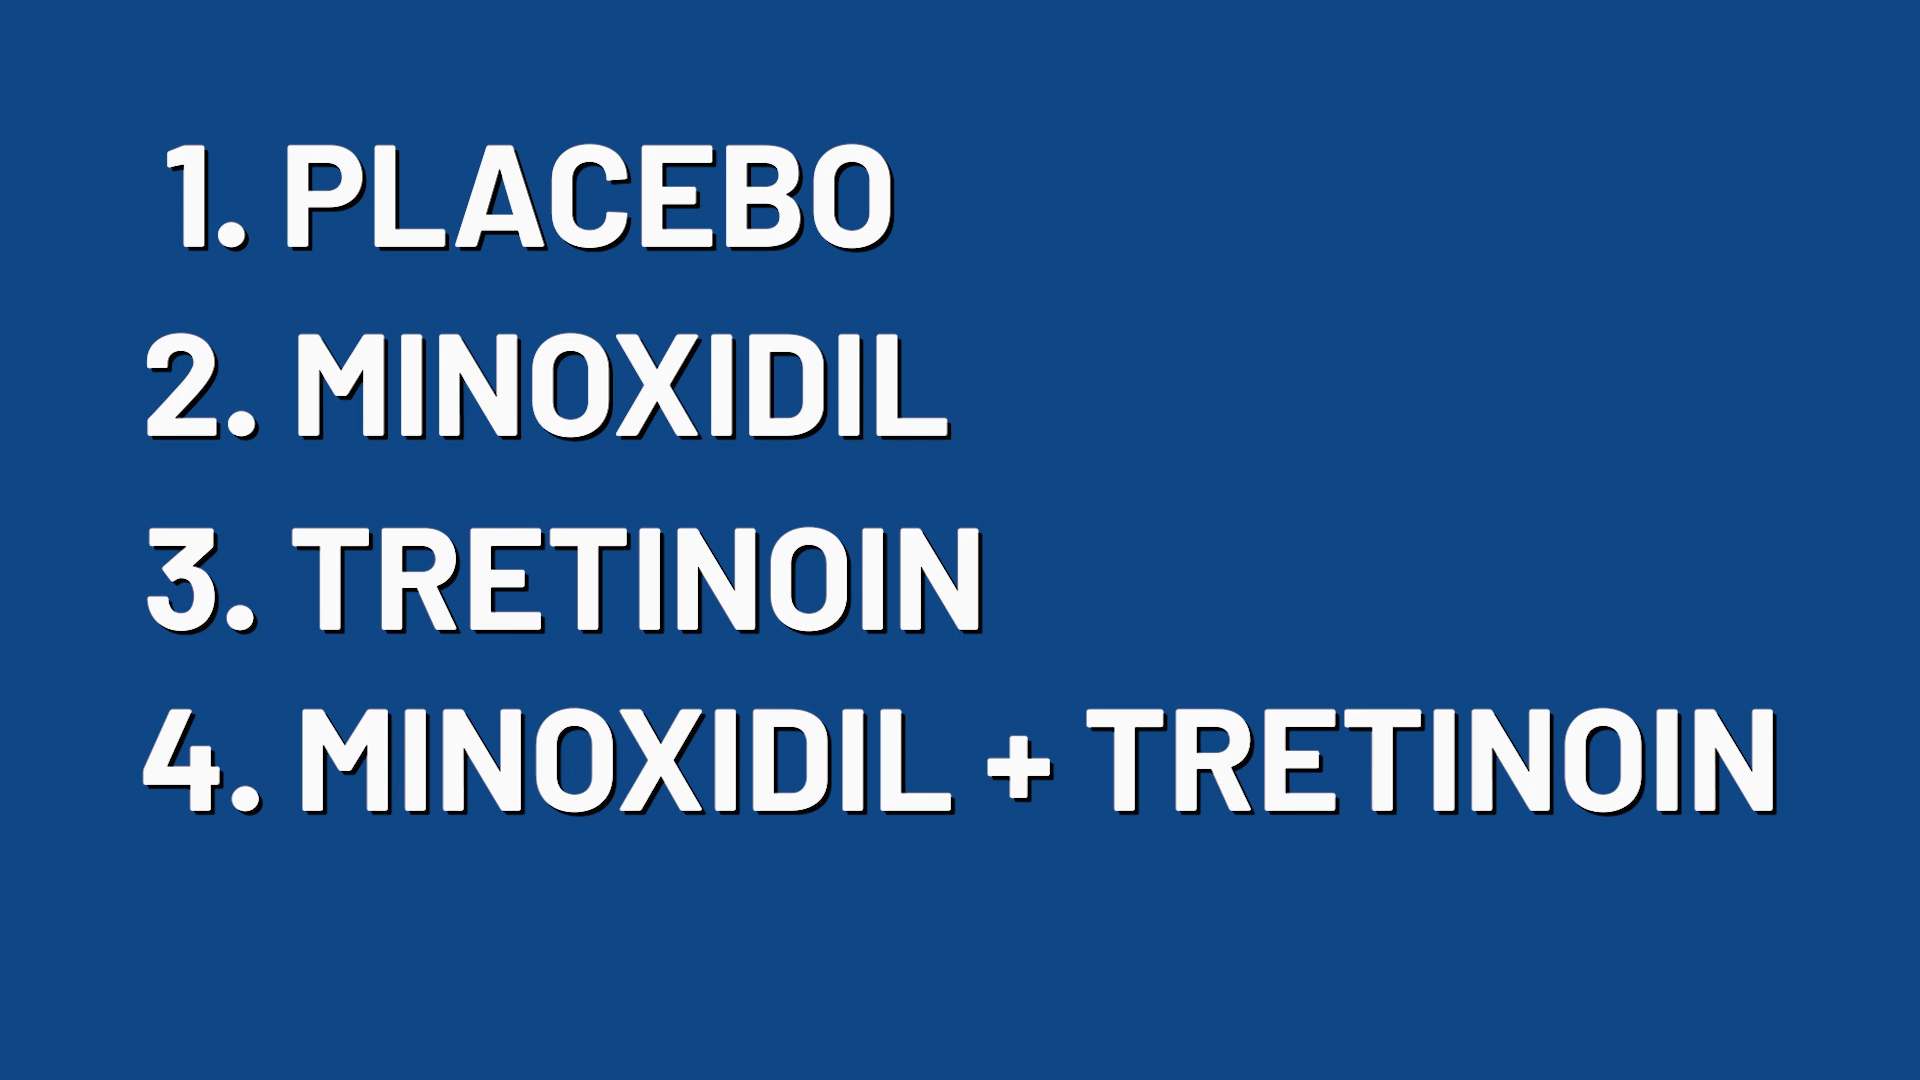 1. PLACEBO
2. MINOXIDIL
3. TRETINOIN
4. MINOXIDIL + TRETINOIN